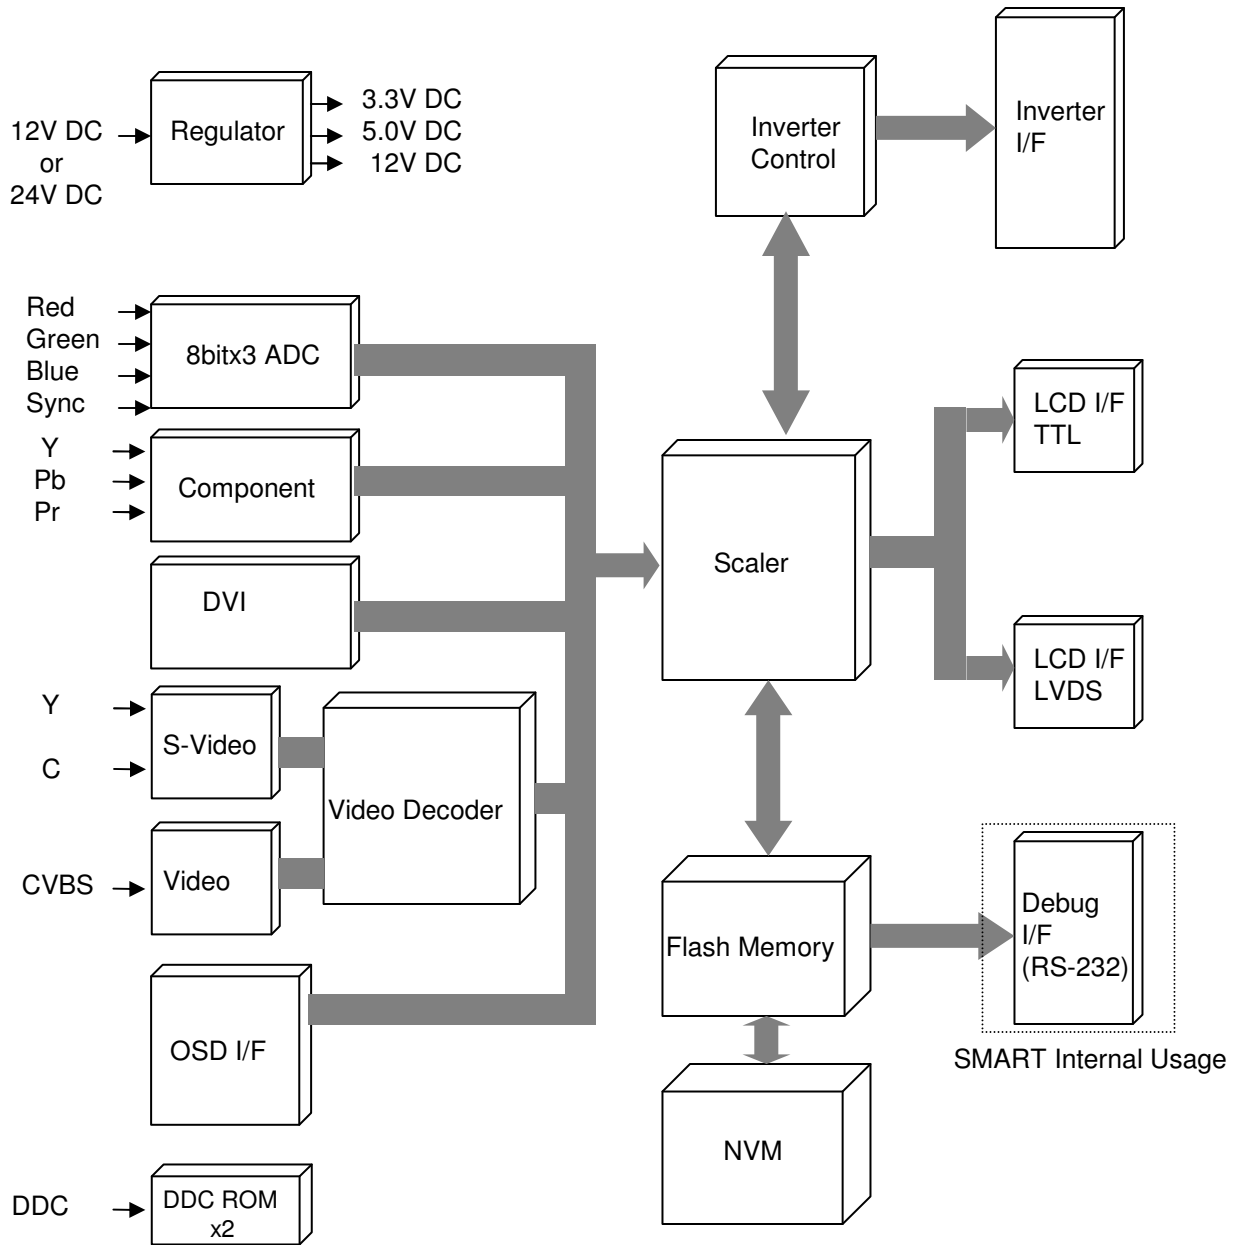 12V DC
or
24V DC
Regulator
3.3V DC
5.0V DC
12V DC
Inverter
Control
Inverter
I/F
Red
Green
Blue
Sync
8bitx3 ADC
Y
Pb
Pr
Component
DVI
Y
C
S-Video
Video Decoder
CVBS
Video
OSD I/F
DDC
DDC ROM
x2
Scaler
LCD I/F
TTL
LCD I/F
LVDS
Flash Memory
Debug
I/F
(RS-232)
SMART Internal Usage
NVM